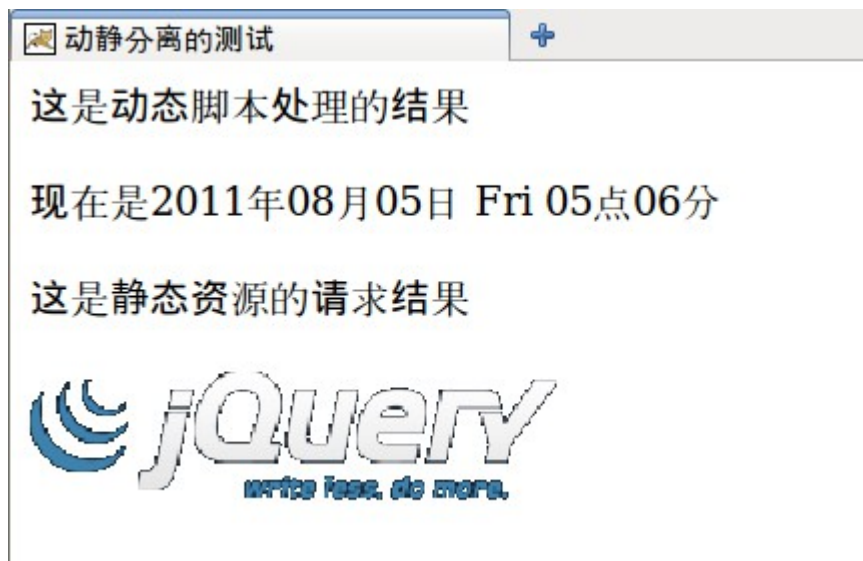 动静分离的测试
这是动态脚本处理的结果
现在是2011年08月05日 Fri 05点06分
这是静态资源的请求结果
jQuery
write less. do more.